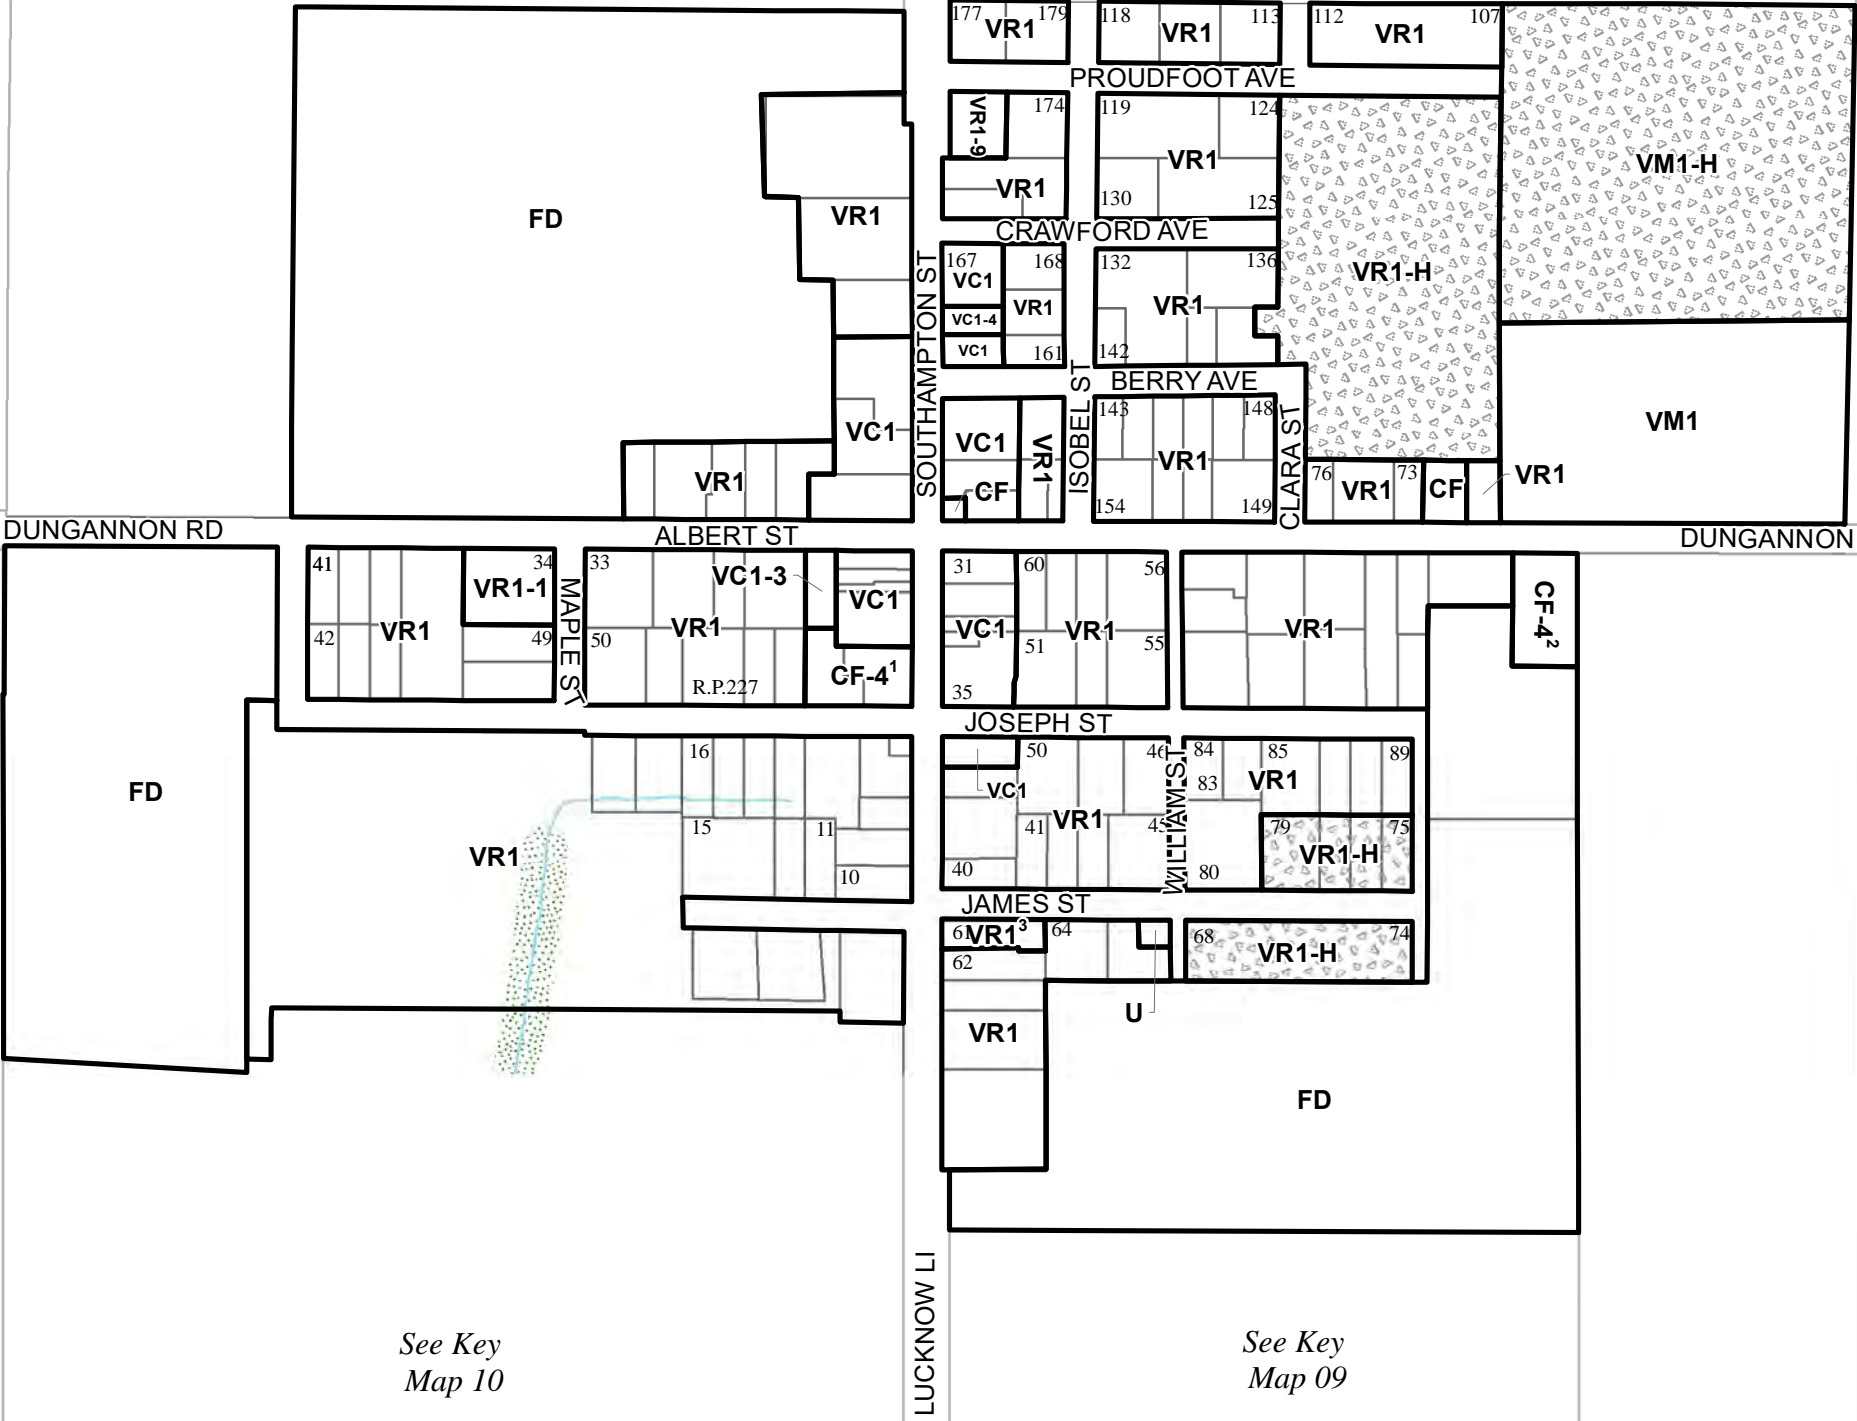 177 VR1 179
118 VR1 113
112 VR1 107
PROUDFOOT AVE
VR1-9
174
119
124
VM1-H
VR1
VR1
130
125
FD
VR1
CRAWFORD AVE
167
168
132
136
VC1
VR1-H
VR1
VR1
VC1-4
VC1
161
142
SOUTHAMPTON ST
ISOBEL ST
BERRY AVE
143
148
CLARA ST
VM1
VC1
VC1
VR1
VR1
VR1
CF
154
149
76
VR1
73
CF
VR1
DUNGANNON RD
ALBERT ST
DUNGANNON
41
34
VR1-1
MAPLE ST
33
VC1-3
VC1
31
60
56
CF-4²
42
VR1
49
50
VR1
VC1
51
VR1
55
VR1
R.P.227
CF-4¹
35
JOSEPH ST
16
50
46
WILLIAM ST
84
85
89
FD
VC1
83
VR1
15
11
41
VR1
45
79
75
VR1
VR1-H
10
40
80
JAMES ST
61
VR1³
64
68
74
VR1-H
62
U
VR1
FD
LUCKNOW LI
See Key
Map 10
See Key
Map 09